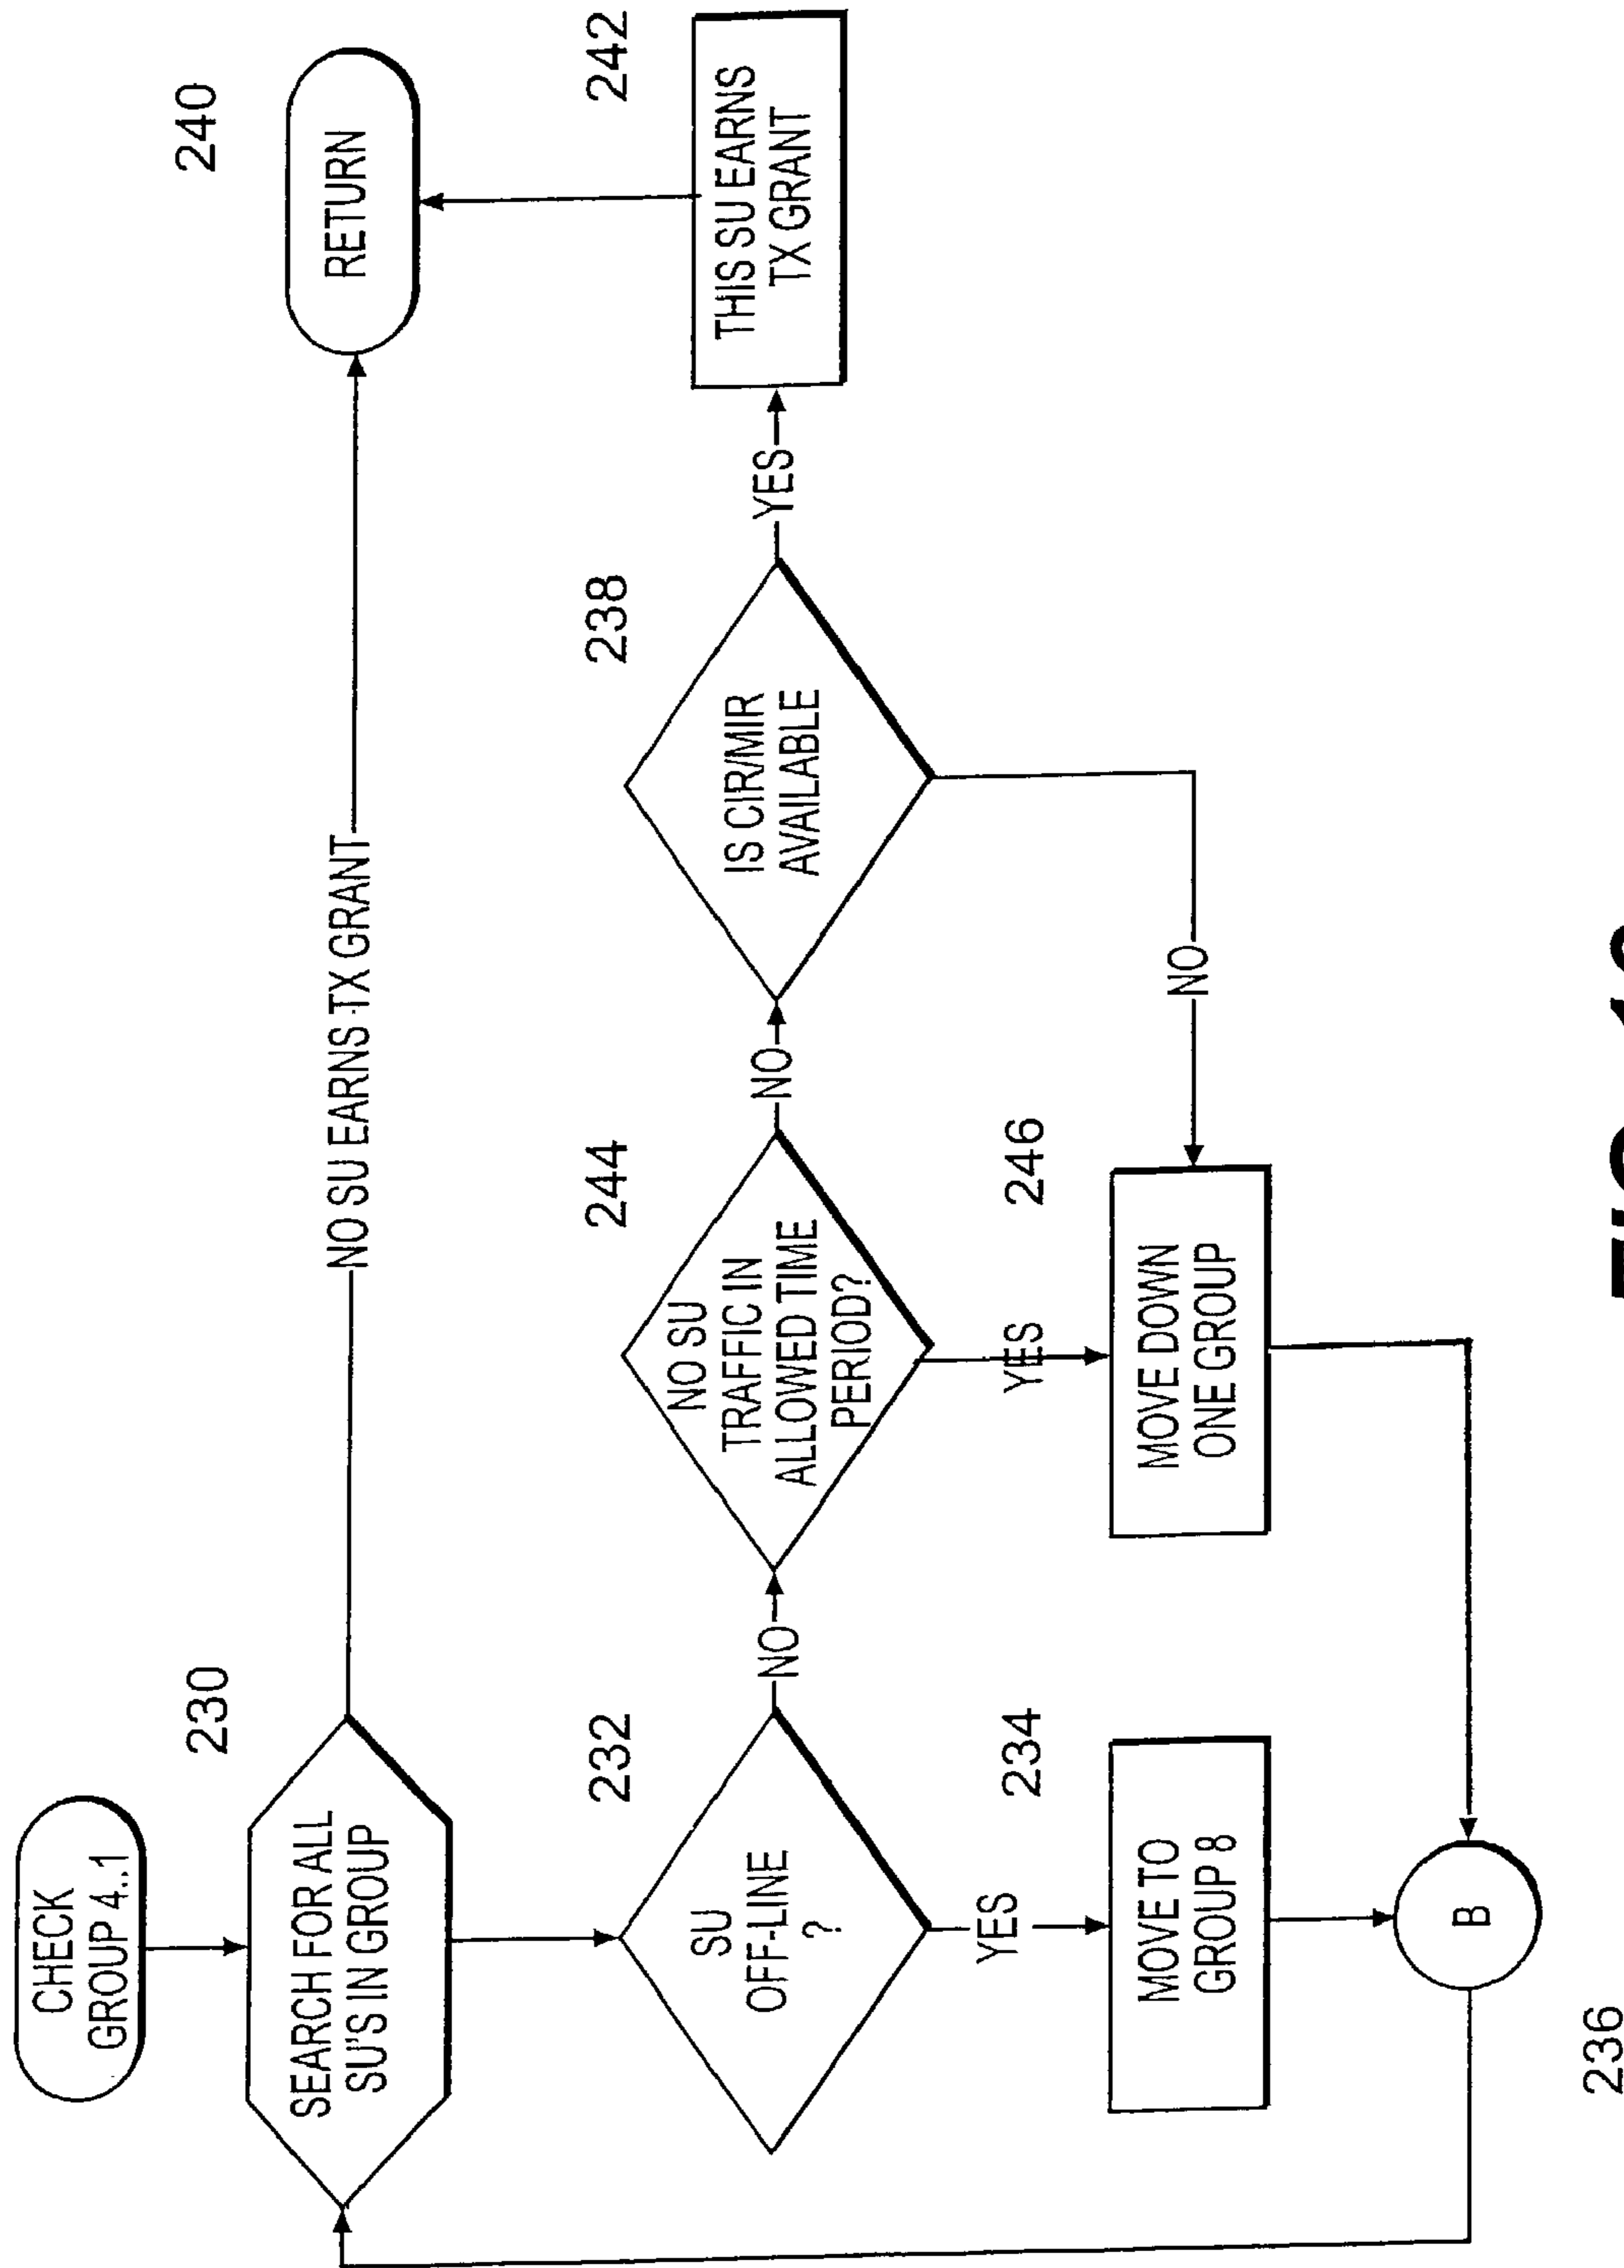 CHECK
GROUP 4..1
230
SEARCH FOR ALL
SU'S IN GROUP
NO SU EARNS TX GRANT
240
RETURN
232
SU
OFF-LINE
?
NO
244
NO SU
TRAFFIC IN
ALLOWED TIME
PERIOD?
NO
238
IS CIR/MIR
AVAILABLE
YES
242
THIS SU EARNS
TX GRANT
YES
234
MOVE TO
GROUP 8
YES
246
MOVE DOWN
ONE GROUP
NO
B
236